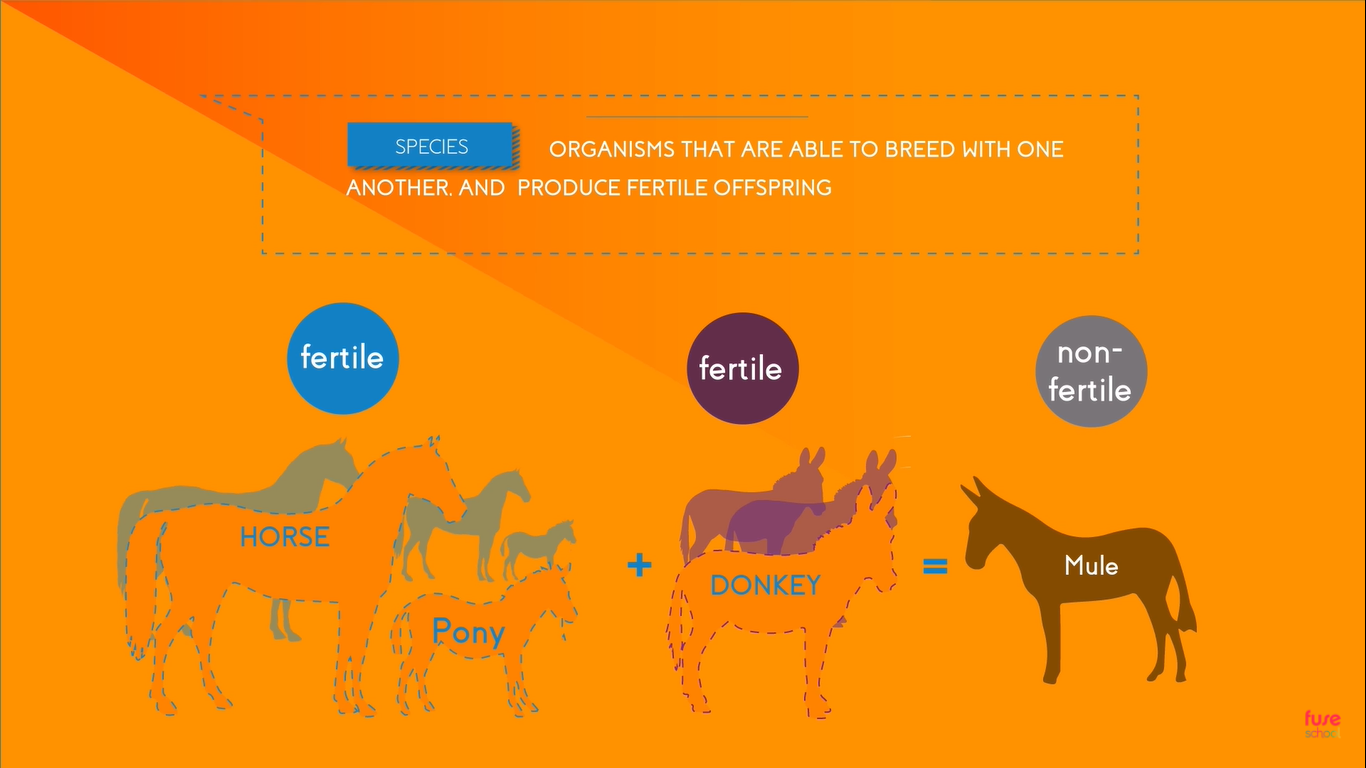 SPECIES ORGANISMS THAT ARE ABLE TO BREED WITH ONE
ANOTHER. AND PRODUCE FERTILE OFFSPRING
fertile
fertile
non-
fertile
HORSE
Pony
+
DONKEY
=
Mule
fuse
school